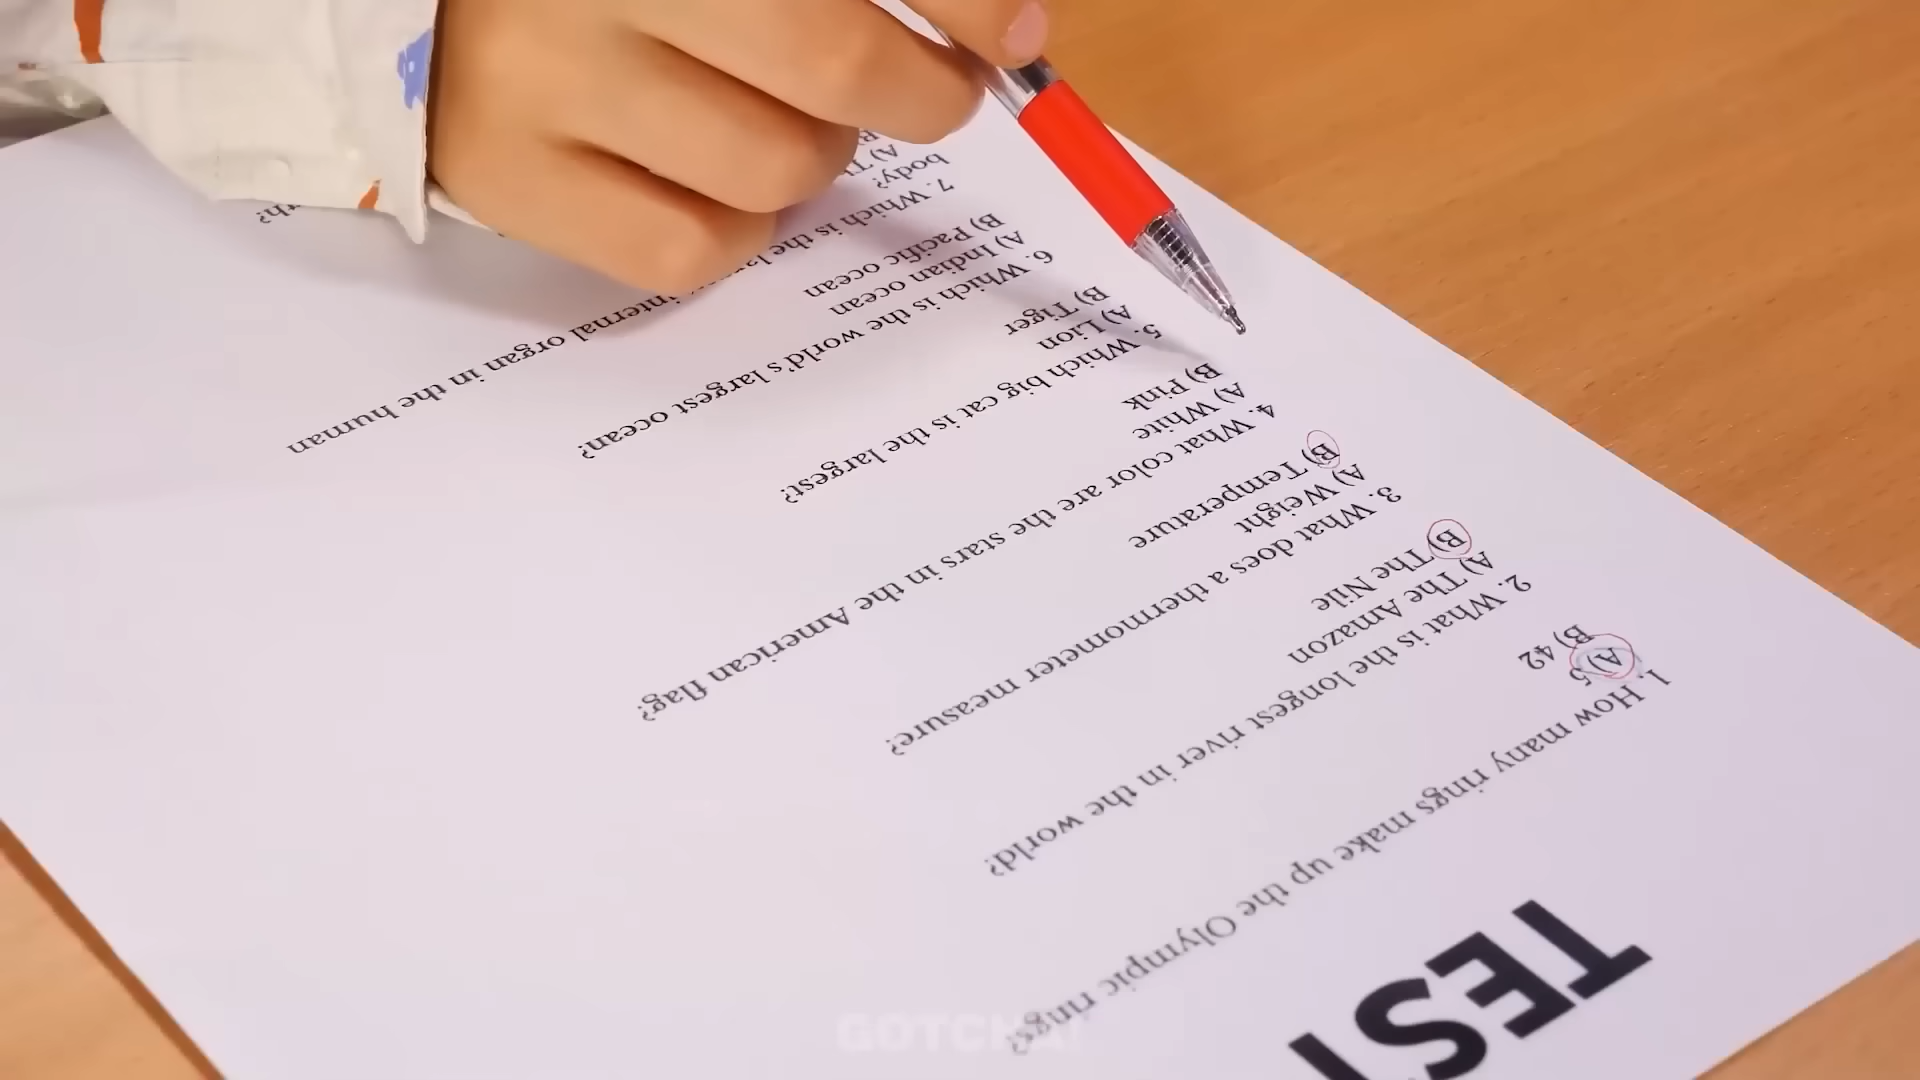 TEST
1. How many rings make up the Olympic rings?
A) 5
B) 42
2. What is the longest river in the world?
A) The Amazon
B) The Nile
3. What does a thermometer measure?
A) Weight
B) Temperature
4. What color are the stars in the American flag?
A) White
B) Pink
5. Which big cat is the largest?
A) Lion
B) Tiger
6. Which is the world's largest ocean?
A) Indian ocean
B) Pacific ocean
7. Which is the internal organ in the human
body?
A)
B)
GOTCHA!